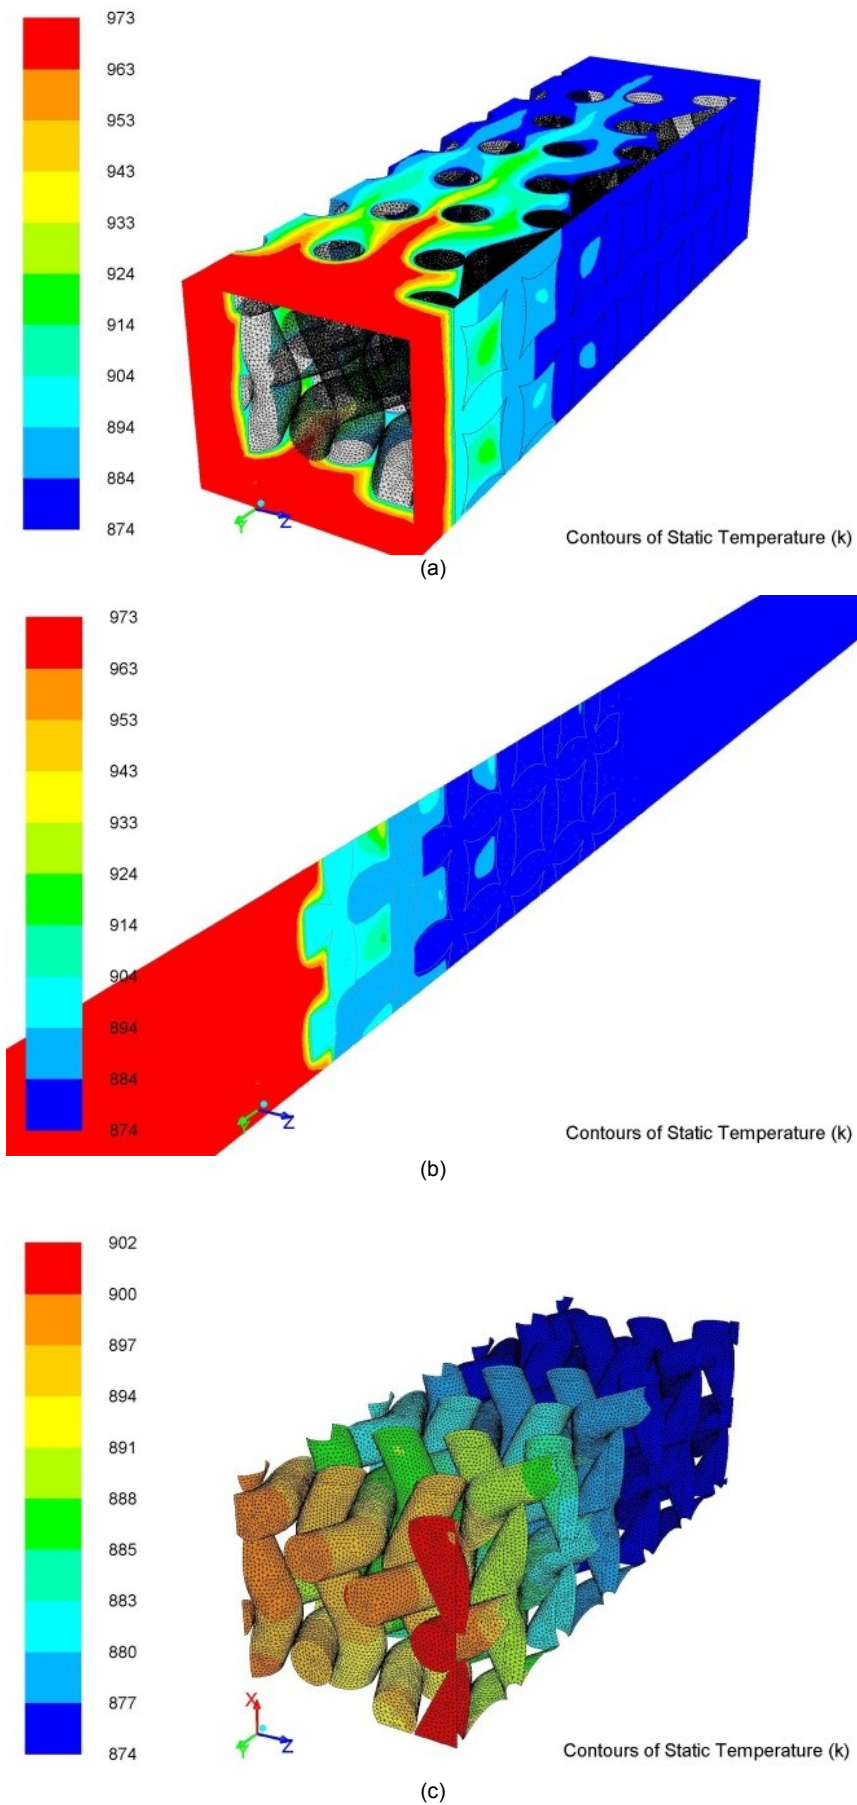 973
963
953
943
933
924
914
904
894
884
874
Y
Z
Contours of Static Temperature (k)
(a)
973
963
953
943
933
924
914
904
894
884
874
Y
Z
Contours of Static Temperature (k)
(b)
902
900
897
894
891
888
885
883
880
877
874
X
Y
Z
Contours of Static Temperature (k)
(c)